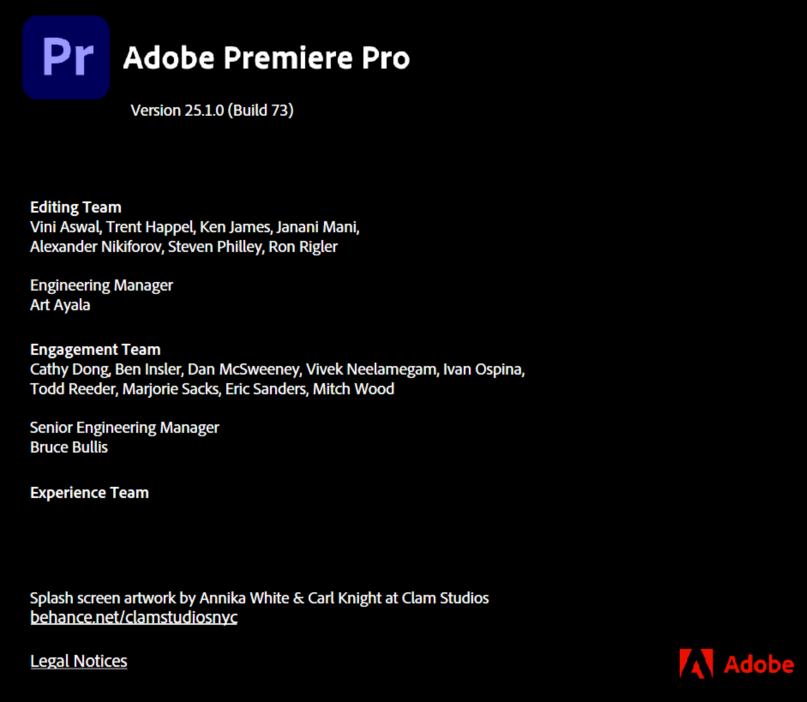 Pr
Adobe Premiere Pro
Version 25.1.0 (Build 73)
Editing Team
Vini Aswal, Trent Happel, Ken James, Janani Mani,
Alexander Nikiforov, Steven Philley, Ron Rigler
Engineering Manager
Art Ayala
Engagement Team
Cathy Dong, Ben Insler, Dan McSweeney, Vivek Neelamegam, Ivan Ospina,
Todd Reeder, Marjorie Sacks, Eric Sanders, Mitch Wood
Senior Engineering Manager
Bruce Bullis
Experience Team
Splash screen artwork by Annika White & Carl Knight at Clam Studios
behance.net/clamstudiosnyc
Legal Notices
Adobe